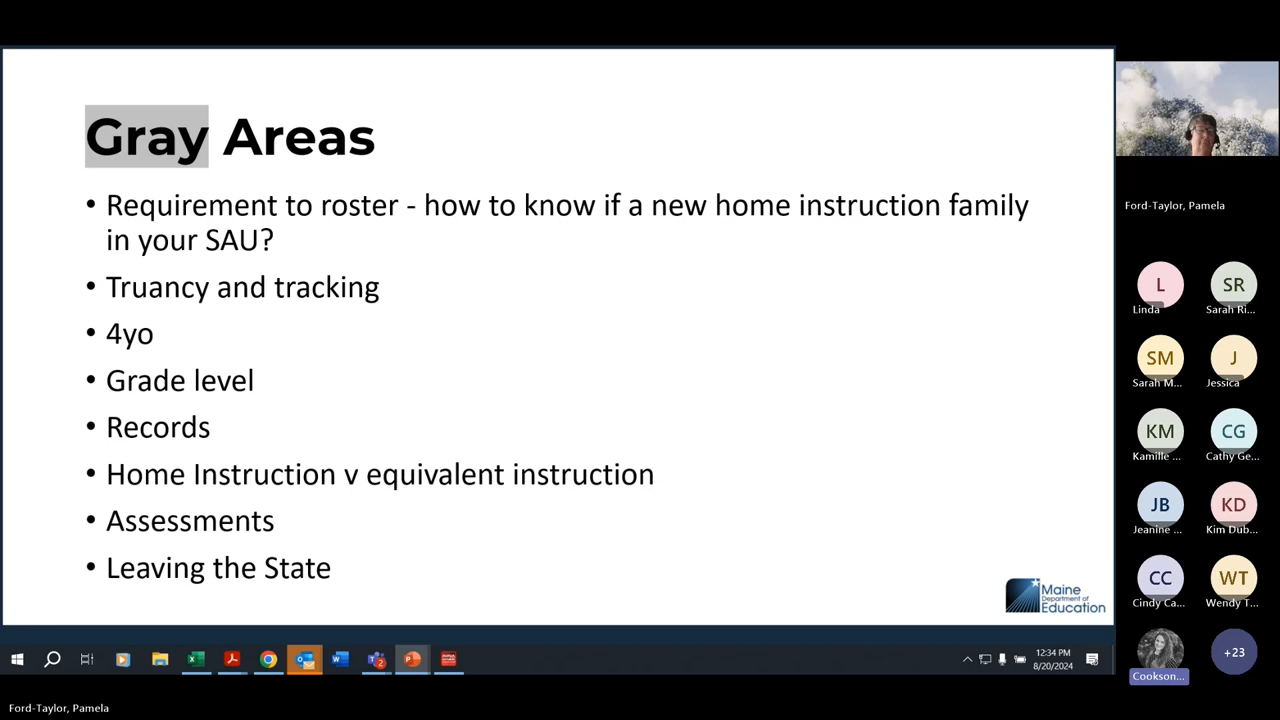 Gray Areas
• Requirement to roster - how to know if a new home instruction family
in your SAU?
• Truancy and tracking
• 4yo
• Grade level
• Records
• Home Instruction v equivalent instruction
• Assessments
• Leaving the State
Maine
Department of
Education
12:34 PM
8/20/2024
Ford-Taylor, Pamela
L
SR
Linda
Sarah Ri...
SM
J
Sarah M...
Jessica
KM
CG
Kamille ...
Cathy Ge...
JB
KD
Jeanine ...
Kim Dub...
CC
WT
Cindy Ca...
Wendy T...
+23
Cookson...
Ford-Taylor, Pamela